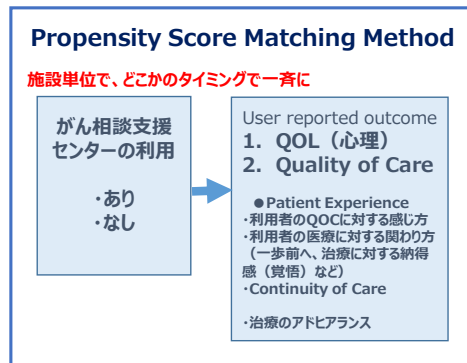 Propensity Score Matching Method
施設単位で、どこかのタイミングで一斉に
がん相談支援
センターの利用
・あり
・なし
User reported outcome
1. QOL（心理）
2. Quality of Care
●Patient Experience
・利用者のQOCに対する感じ方
・利用者の医療に対する関わり方
（一歩前へ、治療に対する納得
感（覚悟）など）
・Continuity of Care
・治療のアドヒアランス